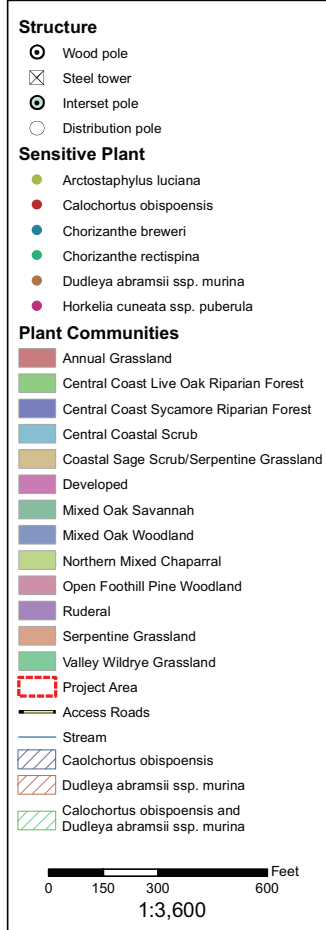 Structure
Wood pole
Steel tower
Interset pole
Distribution pole
Sensitive Plant
Arctostaphylus luciana
Calochortus obispoensis
Chorizanthe breweri
Chorizanthe rectispina
Dudleya abramsii ssp. murina
Horkelia cuneata ssp. puberula
Plant Communities
Annual Grassland
Central Coast Live Oak Riparian Forest
Central Coast Sycamore Riparian Forest
Central Coastal Scrub
Coastal Sage Scrub/Serpentine Grassland
Developed
Mixed Oak Savannah
Mixed Oak Woodland
Northern Mixed Chaparral
Open Foothill Pine Woodland
Ruderal
Serpentine Grassland
Valley Wildrye Grassland
Project Area
Access Roads
Stream
Caolchortus obispoensis
Dudleya abramsii ssp. murina
Calochortus obispoensis and
Dudleya abramsii ssp. murina
Feet
0 150 300 600
1:3,600